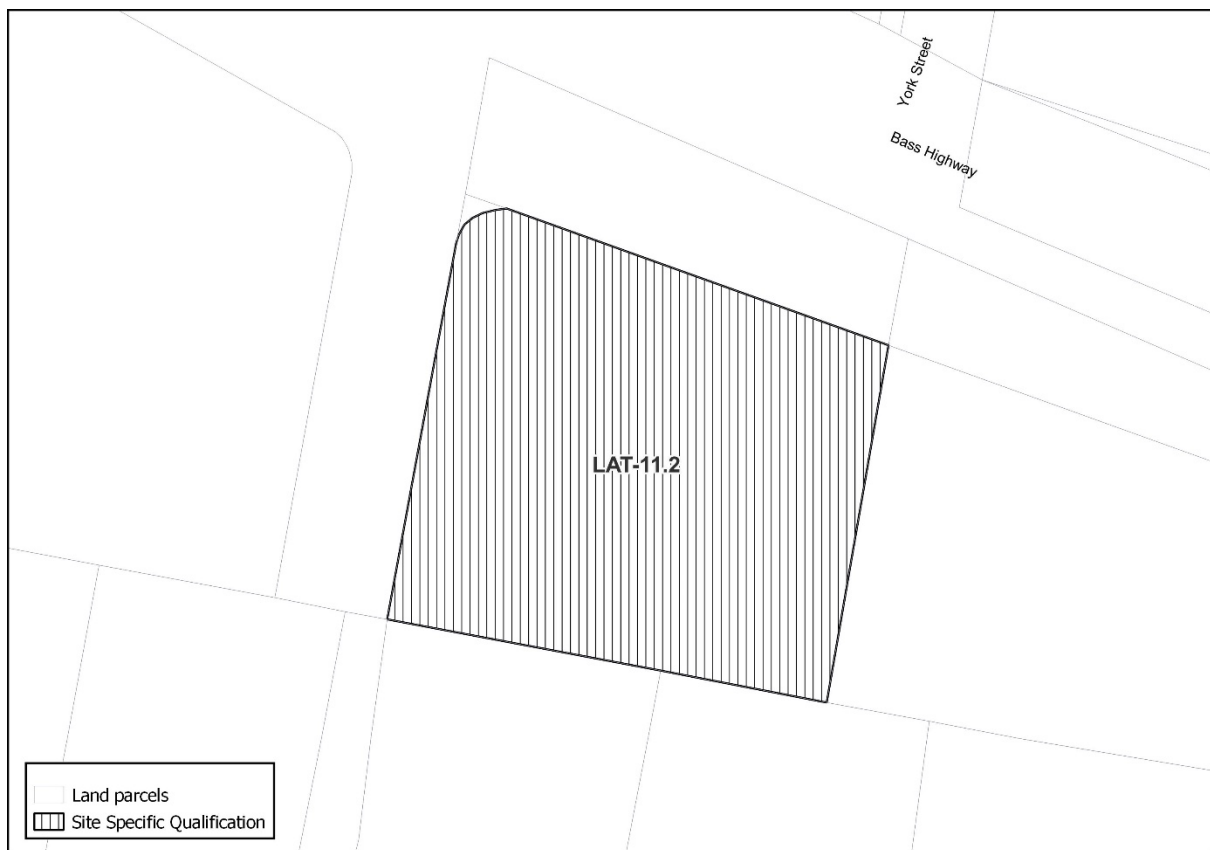 York Street
Bass Highway
LAT-11.2
Land parcels
Site Specific Qualification